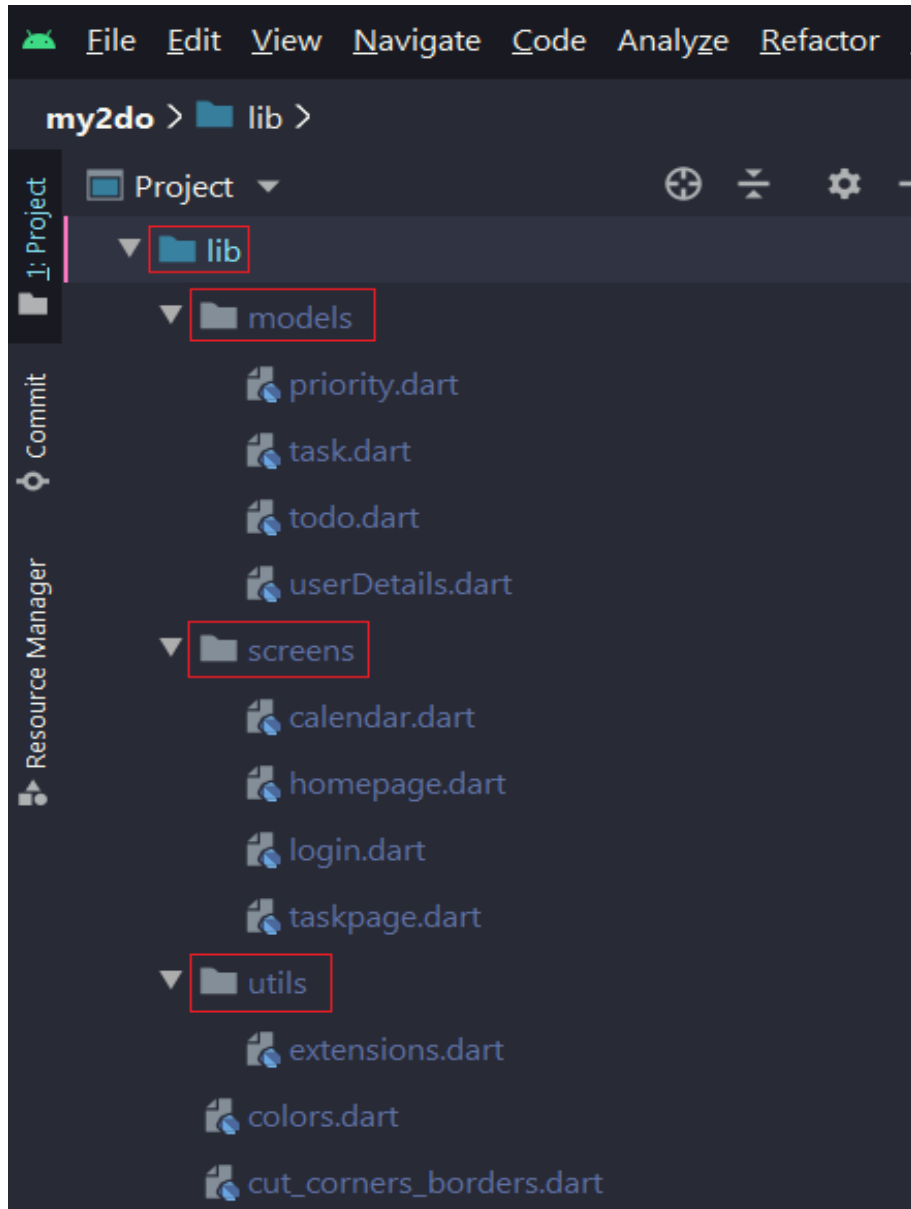 File Edit View Navigate Code Analyze Refactor
my2do > lib >
Project
1: Project
lib
models
priority.dart
task.dart
Commit
todo.dart
userDetails.dart
Resource Manager
screens
calendar.dart
homepage.dart
login.dart
taskpage.dart
utils
extensions.dart
colors.dart
cut_corners_borders.dart